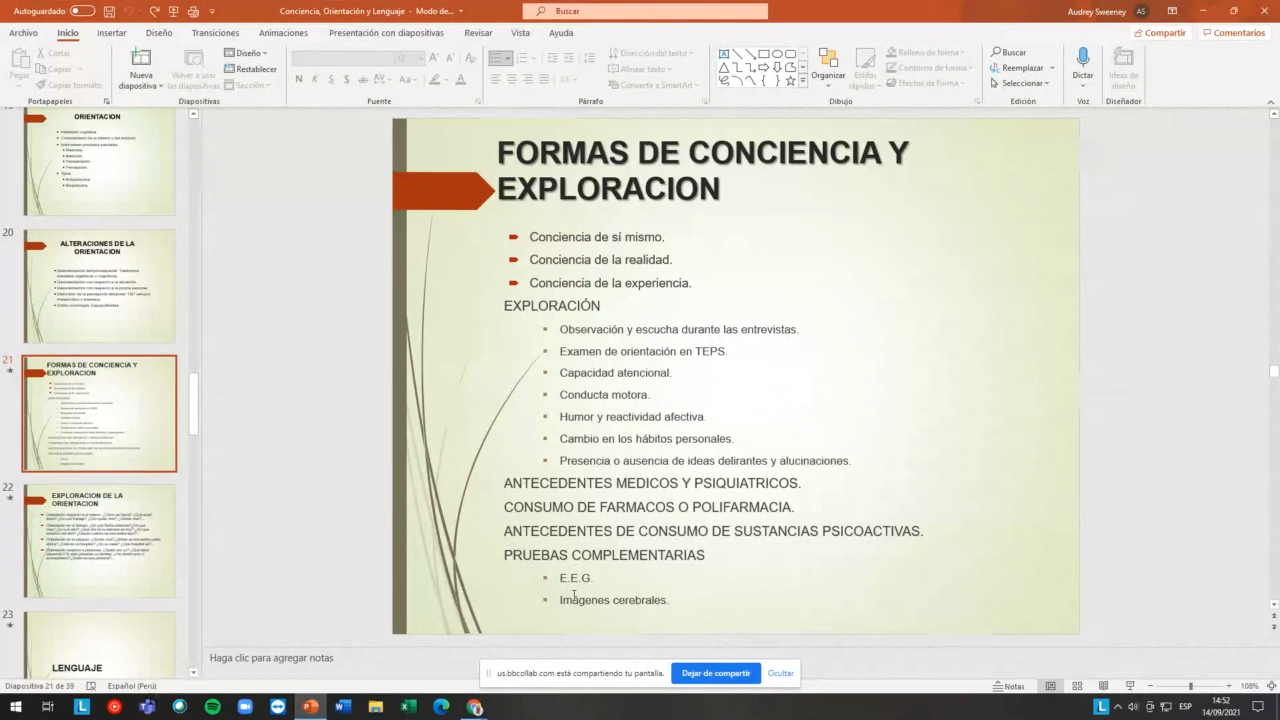 Autoguardado
Conciencia, Orientación y Lenguaje - Modo de...
Buscar
Audrey Sweeney
AS
Archivo
Inicio
Insertar
Diseño
Transiciones
Animaciones
Presentación con diapositivas
Revisar
Vista
Ayuda
Compartir
Comentarios
Pegar
Cortar
Copiar
Copiar formato
Portapapeles
Nueva
diapositiva
Volver a usar
las diapositivas
Diseño
Restablecer
Sección
Diapositivas
Fuente
Dirección del texto
Alinear texto
Convertir a SmartArt
Párrafo
Organizar
Estilos
rápidos
Relleno de forma
Contorno de forma
Efectos de forma
Dibujo
Buscar
Reemplazar
Seleccionar
Edición
Dictar
Voz
Ideas de
diseño
Diseñador
ORIENTACION
20
ALTERACIONES DE LA
ORIENTACION
21
FORMAS DE CONCIENCIA Y
EXPLORACION
22
EXPLORACION DE LA
ORIENTACION
23
LENGUAJE
FORMAS DE CONCIENCIA Y
EXPLORACION
Conciencia de sí mismo.
Conciencia de la realidad.
Conciencia de la experiencia.
EXPLORACIÓN
Observación y escucha durante las entrevistas.
Examen de orientación en TEPS.
Capacidad atencional.
Conducta motora.
Humor y reactividad afectiva.
Cambio en los hábitos personales.
Presencia o ausencia de ideas delirantes y alucinaciones.
ANTECEDENTES MEDICOS Y PSIQUIATRICOS.
CONSUMO DE FARMACOS O POLIFARMACIA.
ANTECEDENTES DE CONSUMO DE SUSTANCIAS PSICOACTIVAS.
PRUEBAS COMPLEMENTARIAS
E.E.G.
Imágenes cerebrales.
Haga clic para agregar notas
us.bbcollab.com está compartiendo tu pantalla.
Dejar de compartir
Ocultar
Diapositiva 21 de 39
Español (Perú)
Notas
108%
ESP
14:52
14/09/2021